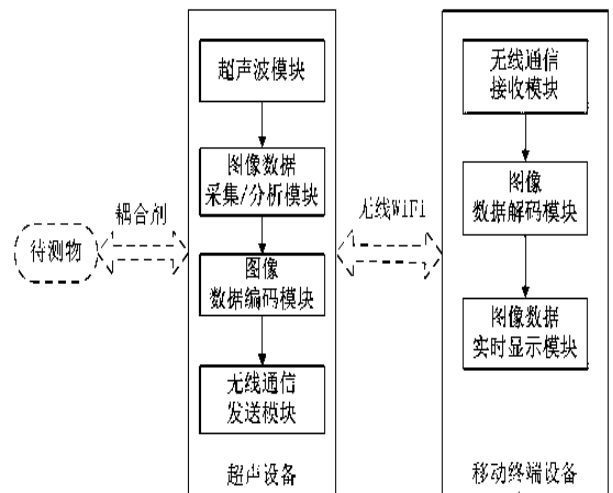 待测物
耦合剂
超声波模块
图像数据
采集/分析模块
图像
数据编码模块
无线通信
发送模块
超声设备
无线WiFi
无线通信
接收模块
图像
数据解码模块
图像数据
实时显示模块
移动终端设备